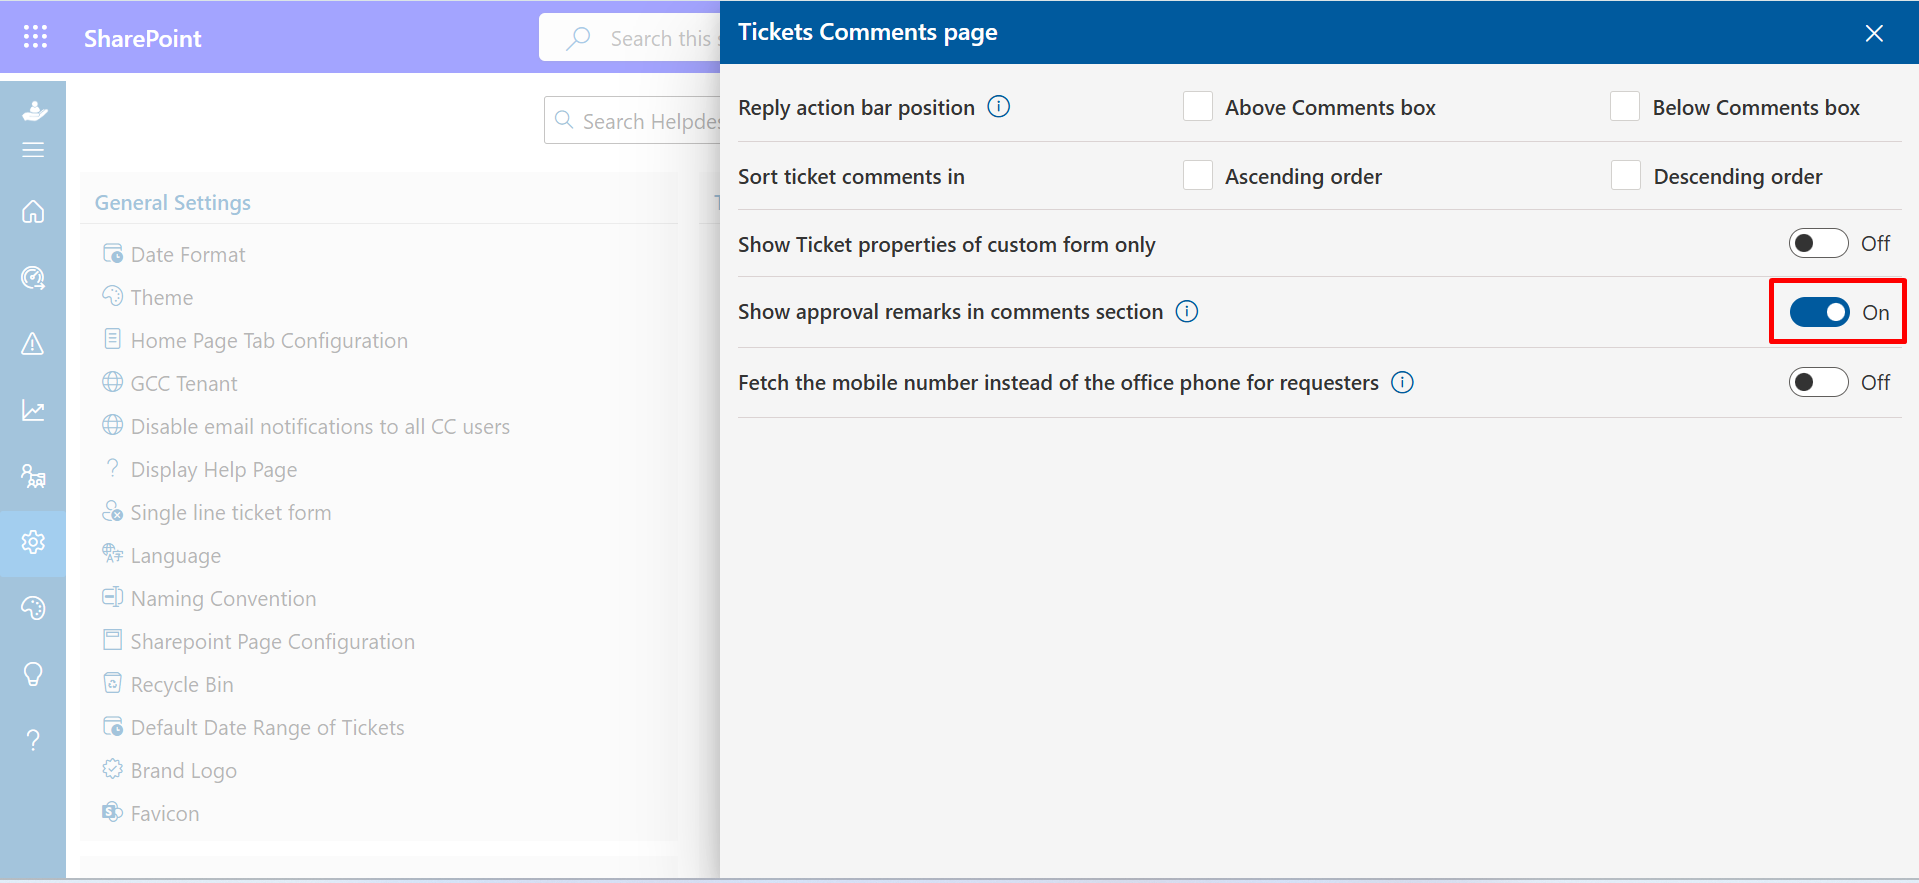 SharePoint
Search this
Search Helpdes
General Settings
Date Format
Theme
Home Page Tab Configuration
GCC Tenant
Disable email notifications to all CC users
Display Help Page
Single line ticket form
Language
Naming Convention
Sharepoint Page Configuration
Recycle Bin
Default Date Range of Tickets
Brand Logo
Favicon
Tickets Comments page
Reply action bar position Above Comments box Below Comments box
Sort ticket comments in Ascending order Descending order
Show Ticket properties of custom form only Off
Show approval remarks in comments section On
Fetch the mobile number instead of the office phone for requesters Off